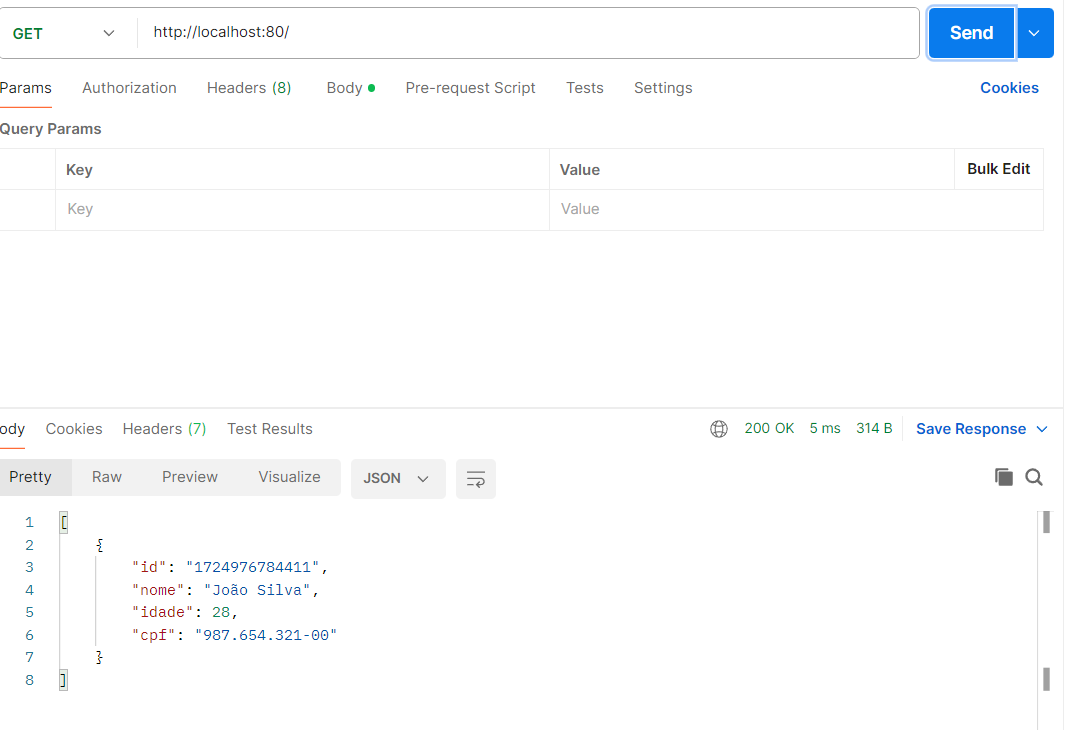 GET http://localhost:80/ Send
Params Authorization Headers (8) Body Pre-request Script Tests Settings Cookies
Query Params
Key Value Bulk Edit
Key Value
ody Cookies Headers (7) Test Results 200 OK 5 ms 314 B Save Response
Pretty Raw Preview Visualize JSON
1 [
2 {
3 "id": "1724976784411",
4 "nome": "João Silva",
5 "idade": 28,
6 "cpf": "987.654.321-00"
7 }
8 ]